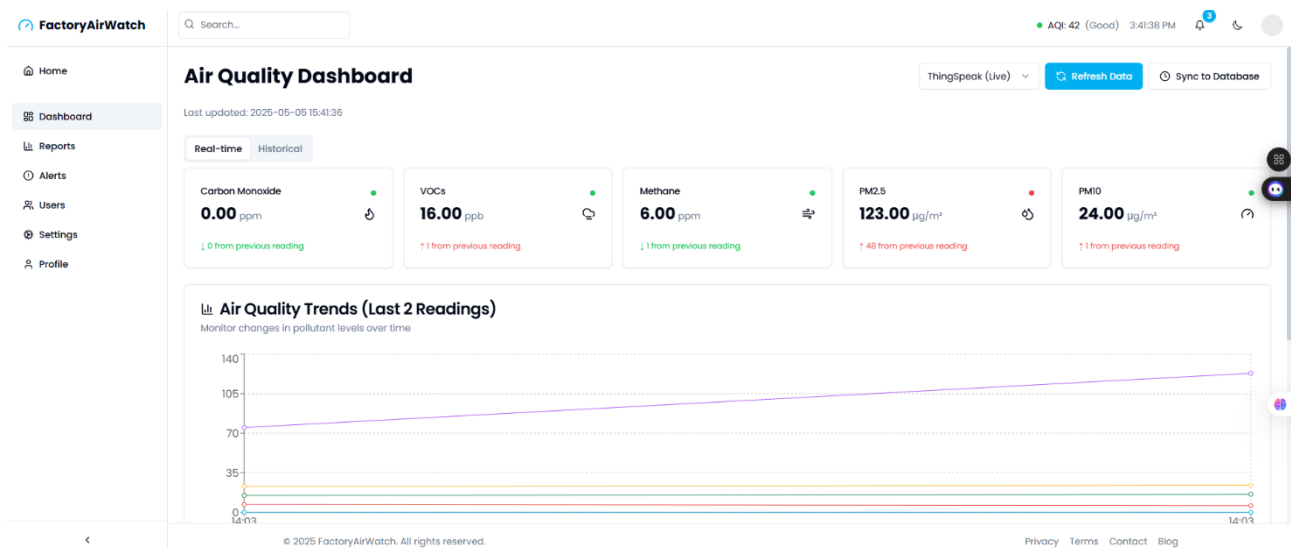 FactoryAirWatch
Search...
AQI: 42 (Good) 3:41:38 PM 3
Home
Dashboard
Reports
Alerts
Users
Settings
Profile
Air Quality Dashboard
ThingSpeak (Live)
Refresh Data
Sync to Database
Last updated: 2025-05-05 15:41:36
Real-time Historical
Carbon Monoxide
0.00 ppm
↓ 0 from previous reading
VOCs
16.00 ppb
↑ 1 from previous reading
Methane
6.00 ppm
↓ 1 from previous reading
PM2.5
123.00 µg/m³
↑ 48 from previous reading
PM10
24.00 µg/m³
↑ 1 from previous reading
Air Quality Trends (Last 2 Readings)
Monitor changes in pollutant levels over time
140
105
70
35
0
14:03 14:03
© 2025 FactoryAirWatch. All rights reserved.
Privacy Terms Contact Blog